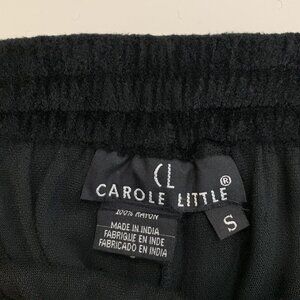 CL
CAROLE LITTLE®
S
100% RAYON
MADE IN INDIA
FABRIQUE EN INDE
FABRICADO EN INDIA